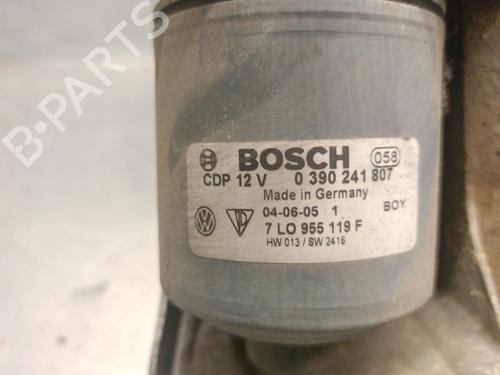 B-PARTS
BOSCH 058
CDP 12 V 0 390 241 807
Made in Germany
04-06-05 1 BOY
7 L0 955 119 F
HW 013 / SW 2416